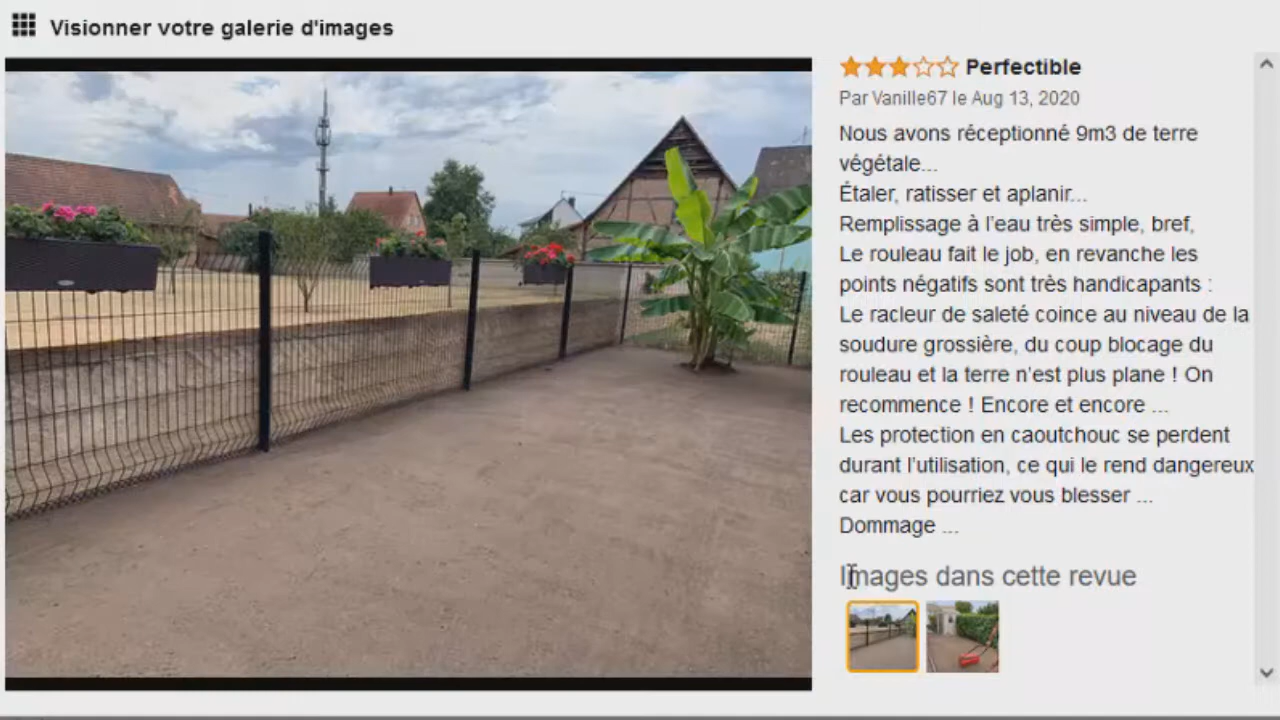 Visionner votre galerie d'images
Perfectible
Par Vanille67 le Aug 13, 2020
Nous avons réceptionné 9m3 de terre
végétale...
Étaler, ratisser et aplanir...
Remplissage à l'eau très simple, bref,
Le rouleau fait le job, en revanche les
points négatifs sont très handicapants :
Le racleur de saleté coince au niveau de la
soudure grossière, du coup blocage du
rouleau et la terre n'est plus plane ! On
recommence ! Encore et encore ...
Les protection en caoutchouc se perdent
durant l'utilisation, ce qui le rend dangereux
car vous pourriez vous blesser ...
Dommage ...
Images dans cette revue